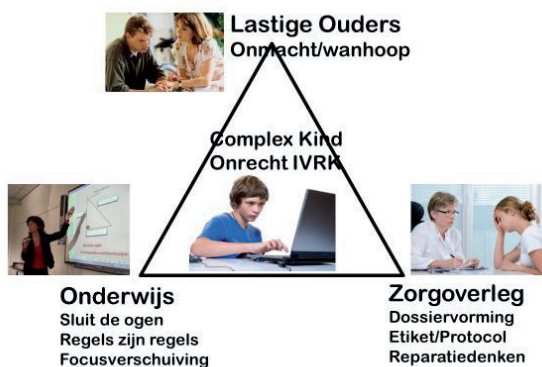 Lastige Ouders
Onmacht/wanhoop
Complex Kind
Onrecht IVRK
Onderwijs
Sluit de ogen
Regels zijn regels
Focusverschuiving
Zorgoverleg
Dossiervorming
Etiket/Protocol
Reparatiedenken